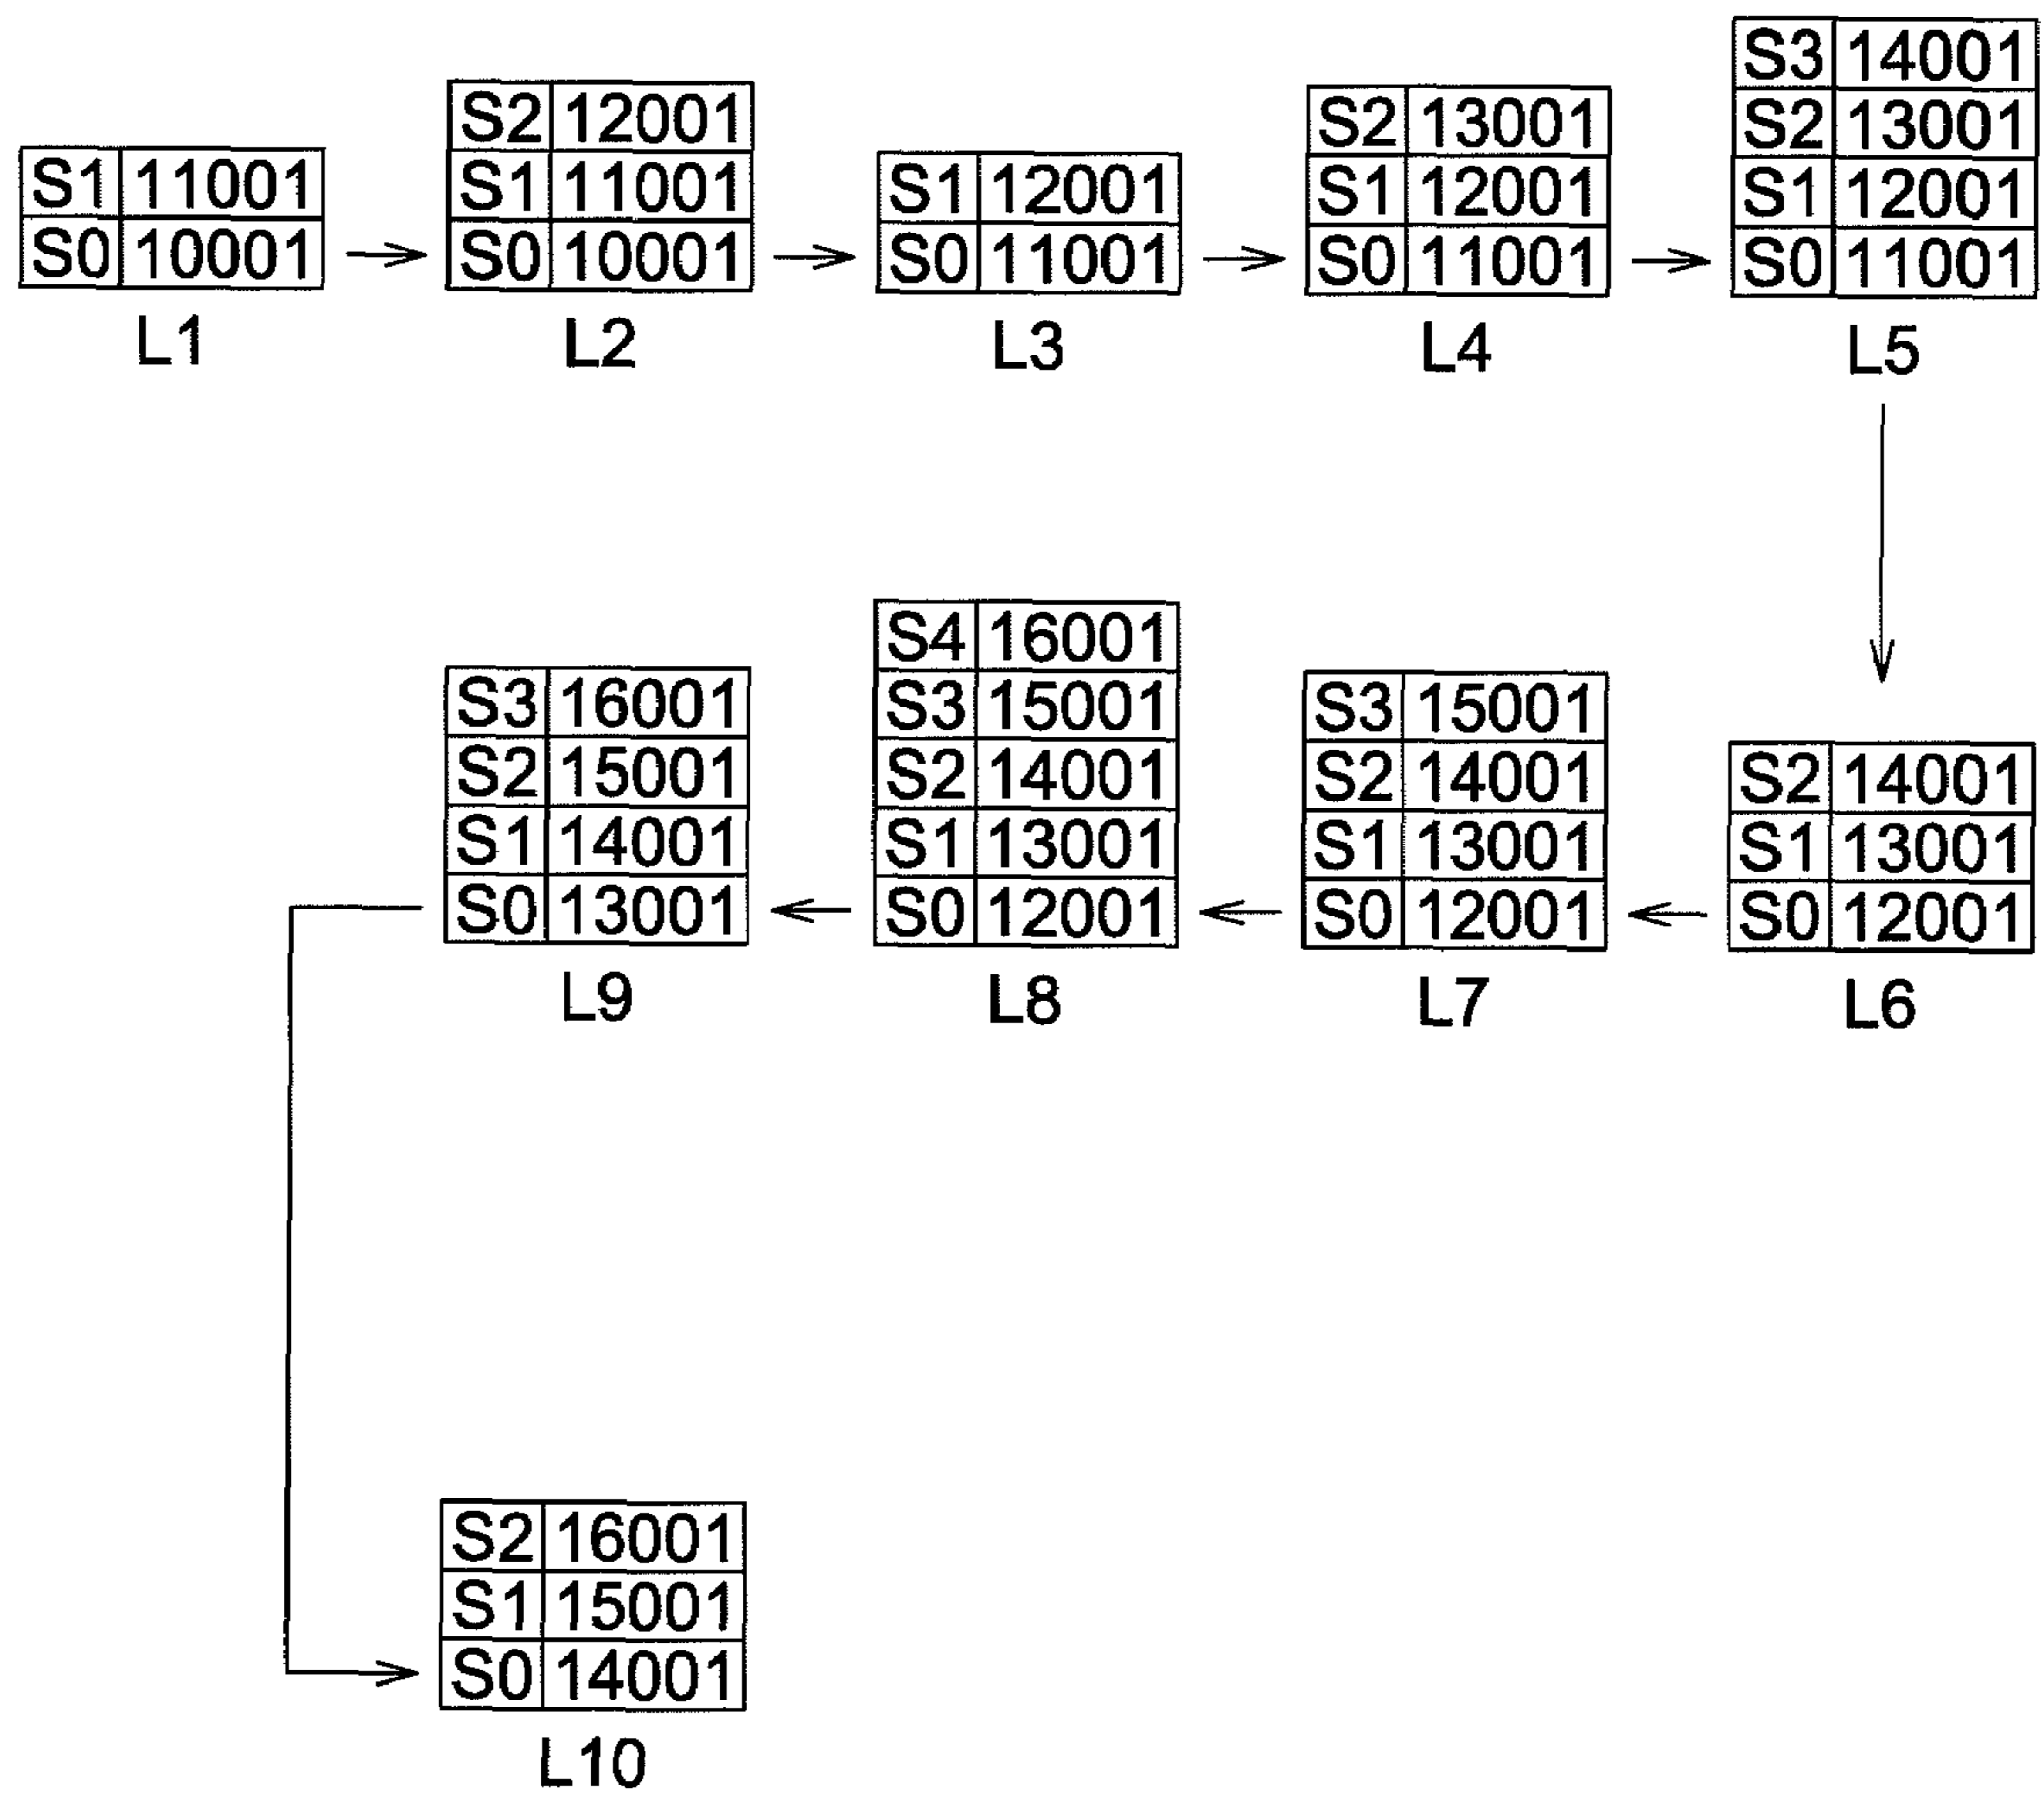 S1 11001
S0 10001
L1
S2 12001
S1 11001
S0 10001
L2
S1 12001
S0 11001
L3
S2 13001
S1 12001
S0 11001
L4
S3 14001
S2 13001
S1 12001
S0 11001
L5
S2 14001
S1 13001
S0 12001
L6
S3 15001
S2 14001
S1 13001
S0 12001
L7
S4 16001
S3 15001
S2 14001
S1 13001
S0 12001
L8
S3 16001
S2 15001
S1 14001
S0 13001
L9
S2 16001
S1 15001
S0 14001
L10